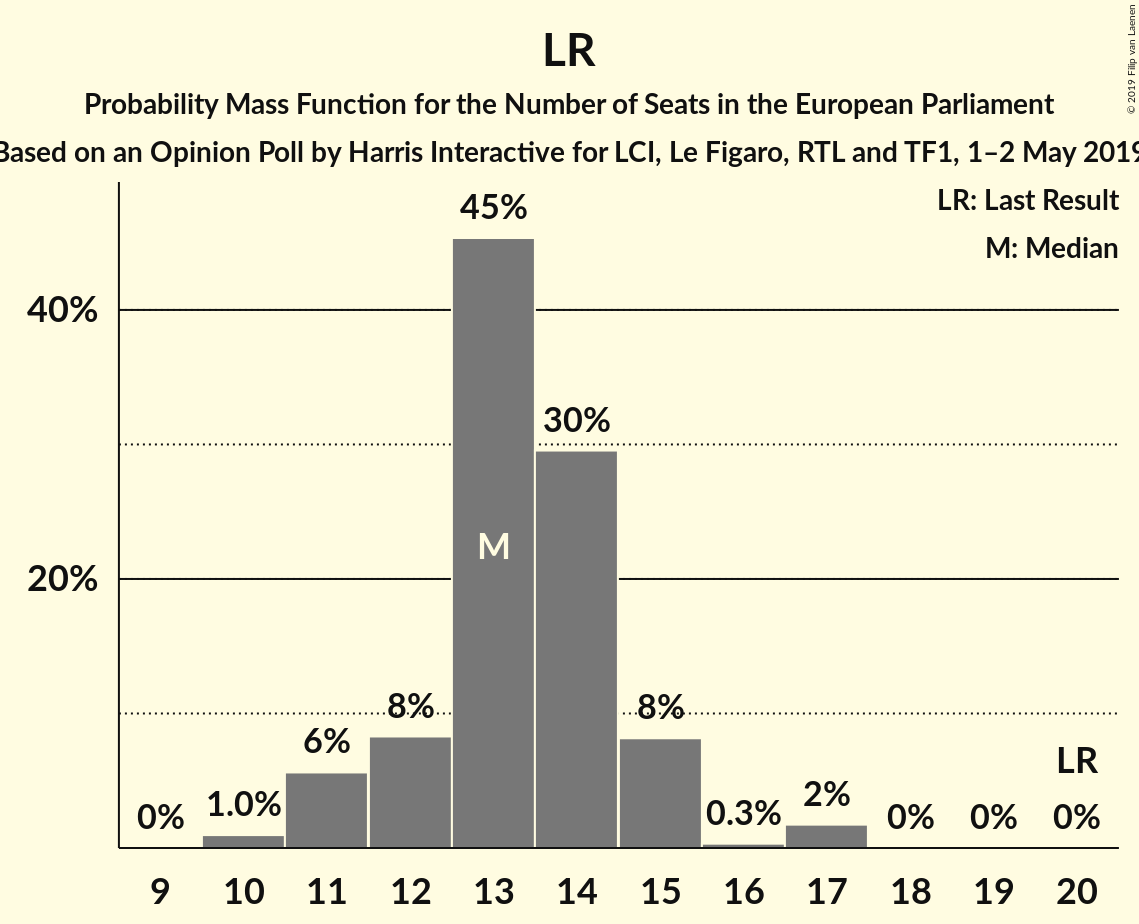 LR
Probability Mass Function for the Number of Seats in the European Parliament
Based on an Opinion Poll by Harris Interactive for LCI, Le Figaro, RTL and TF1, 1–2 May 2019
© 2019 Filip van Laenen
LR: Last Result
M: Median
40%
20%
0%
1.0%
6%
8%
45%
M
30%
8%
0.3%
2%
0%
0%
LR
0%
9 10 11 12 13 14 15 16 17 18 19 20